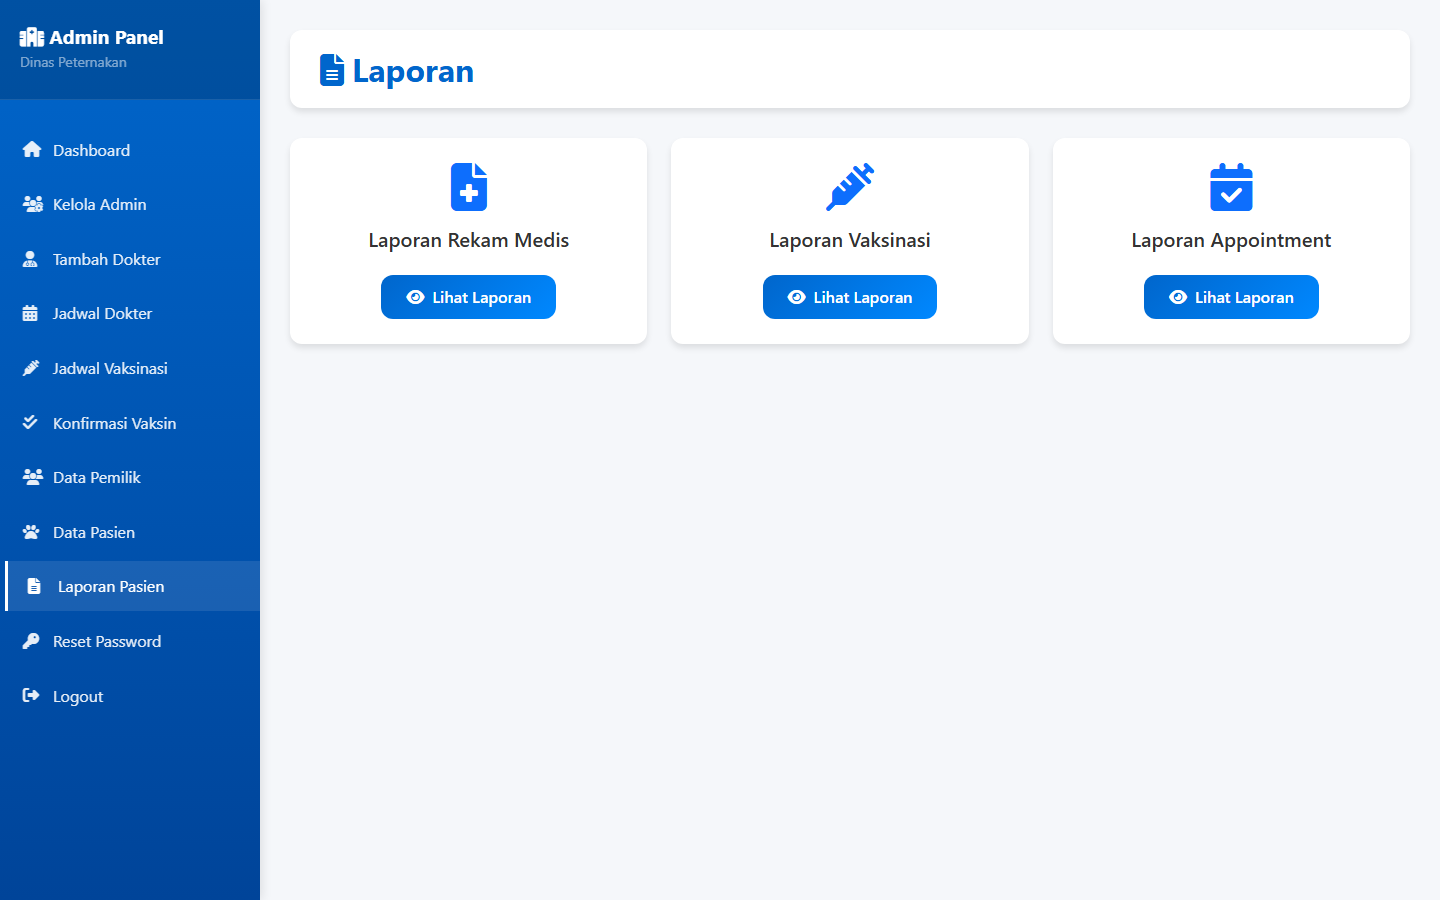 Admin Panel
Dinas Peternakan
Dashboard
Kelola Admin
Tambah Dokter
Jadwal Dokter
Jadwal Vaksinasi
Konfirmasi Vaksin
Data Pemilik
Data Pasien
Laporan Pasien
Reset Password
Logout
Laporan
Laporan Rekam Medis
Lihat Laporan
Laporan Vaksinasi
Lihat Laporan
Laporan Appointment
Lihat Laporan